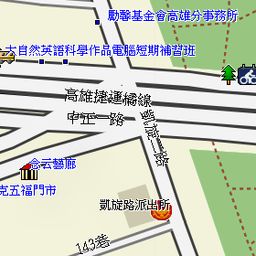 勵馨基金會高雄分事務所
大自然英語科學作品電腦短期補習班
高雄捷運橘線
中正一路
凱旋一路
念云藝廊
克五福門市
凱旋路派出所
143巷